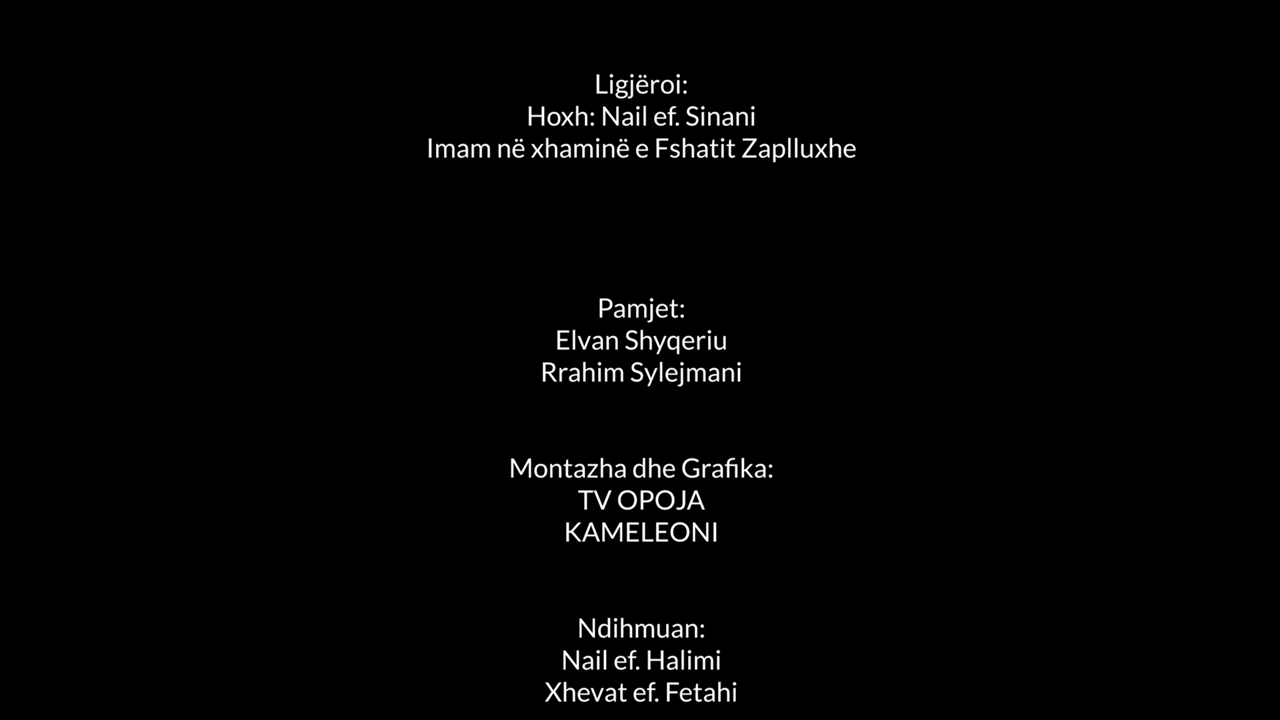 Ligjëroi:
Hoxh: Nail ef. Sinani
Imam në xhaminë e Fshatit Zaplluxhe
Pamjet:
Elvan Shyqeriu
Rrahim Sylejmani
Montazha dhe Grafika:
TV OPOJA
KAMELEONI
Ndihmuan:
Nail ef. Halimi
Xhevat ef. Fetahi